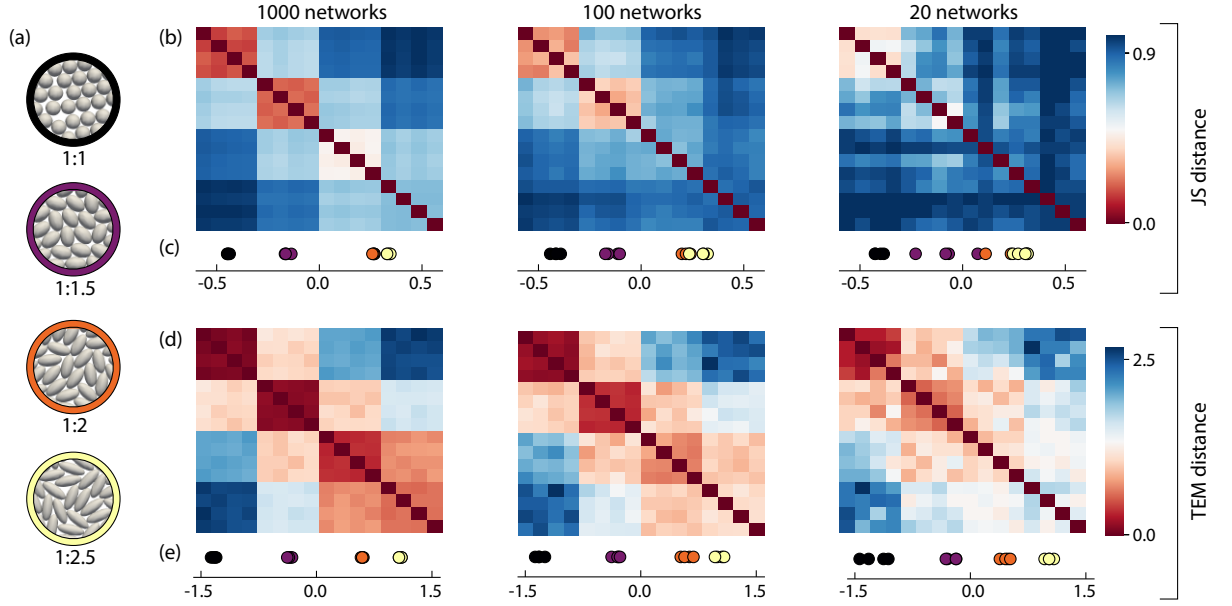 1000 networks
100 networks
20 networks
(a)
(b)
1:1
1:1.5
1:2
1:2.5
0.9
0.0
JS distance
(c)
-0.5 0.0 0.5
-0.5 0.0 0.5
-0.5 0.0 0.5
(d)
2.5
0.0
TEM distance
(e)
-1.5 0.0 1.5
-1.5 0.0 1.5
-1.5 0.0 1.5